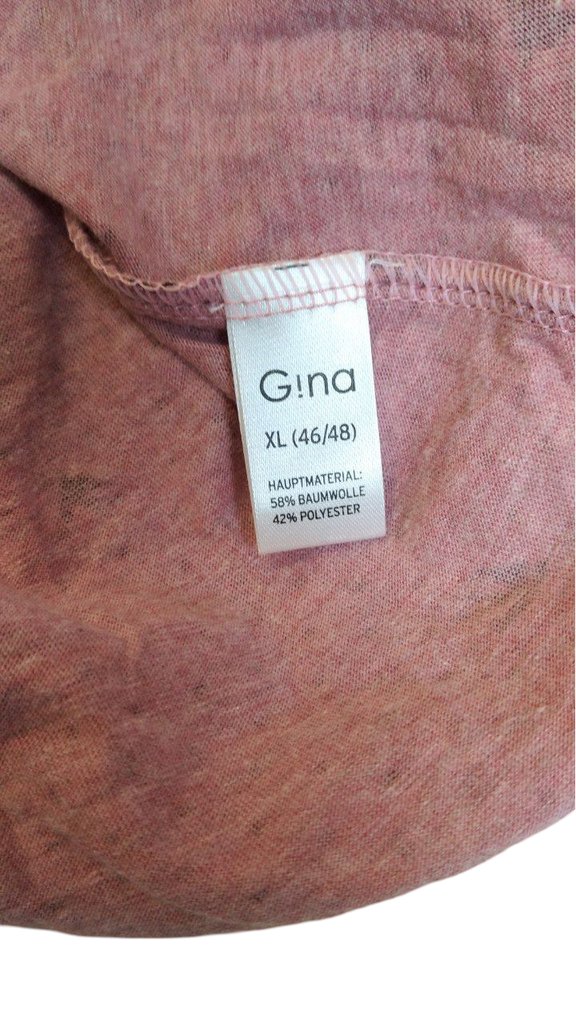 G!na
XL (46/48)
HAUPTMATERIAL:
58% BAUMWOLLE
42% POLYESTER